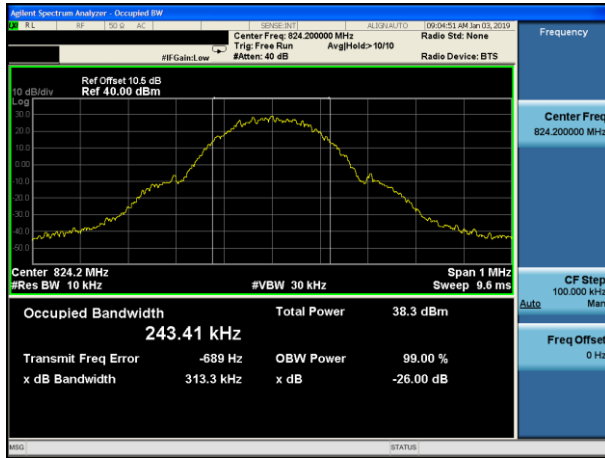 Agilent Spectrum Analyzer - Occupied BW
RL RF 50 Ω AC SENSE:INT ALIGN AUTO 09:04:51 AM Jan 03, 2019
Center Freq: 824.200000 MHz Radio Std: None
Trig: Free Run Avg|Hold:>10/10
#IFGain:Low #Atten: 40 dB Radio Device: BTS
Ref Offset 10.5 dB
10 dB/div Ref 40.00 dBm
Log
30.0
20.0
10.0
0.00
-10.0
-20.0
-30.0
-40.0
-50.0
Center 824.2 MHz Span 1 MHz
#Res BW 10 kHz #VBW 30 kHz Sweep 9.6 ms
Occupied Bandwidth Total Power 38.3 dBm
243.41 kHz
Transmit Freq Error -689 Hz OBW Power 99.00 %
x dB Bandwidth 313.3 kHz x dB -26.00 dB
MSG STATUS
Frequency
Center Freq
824.200000 MHz
CF Step
100.000 kHz
Auto Man
Freq Offset
0 Hz